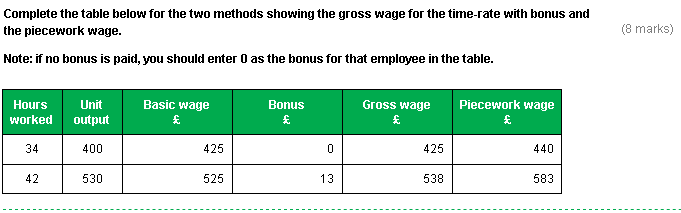 Complete the table below for the two methods showing the gross wage for the time-rate with bonus and
the piecework wage.
(8 marks)
Note: if no bonus is paid, you should enter 0 as the bonus for that employee in the table.
Hours worked Unit output Basic wage £ Bonus £ Gross wage £ Piecework wage £
34 400 425 0 425 440
42 530 525 13 538 583